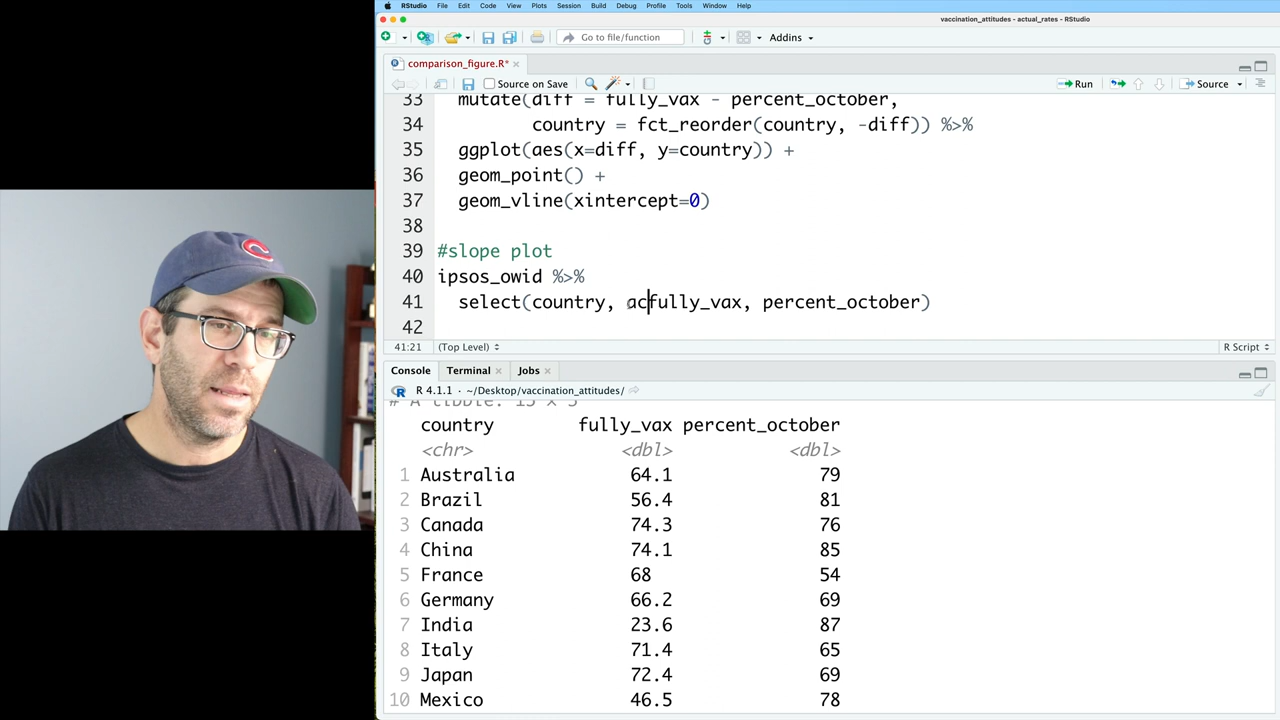 RStudio File Edit Code View Plots Session Build Debug Profile Tools Window Help
vaccination_attitudes - actual_rates - RStudio
Go to file/function Addins
comparison_figure.R*
Source on Save Run Source
33 mutate(diff = fully_vax - percent_october,
34 country = fct_reorder(country, -diff)) %>%
35 ggplot(aes(x=diff, y=country)) +
36 geom_point() +
37 geom_vline(xintercept=0)
38
39 #slope plot
40 ipsos_owid %>%
41 select(country, acfully_vax, percent_october)
42
41:21 (Top Level) R Script
Console Terminal Jobs
R 4.1.1 · ~/Desktop/vaccination_attitudes/
country fully_vax percent_october
<chr> <dbl> <dbl>
1 Australia 64.1 79
2 Brazil 56.4 81
3 Canada 74.3 76
4 China 74.1 85
5 France 68 54
6 Germany 66.2 69
7 India 23.6 87
8 Italy 71.4 65
9 Japan 72.4 69
10 Mexico 46.5 78